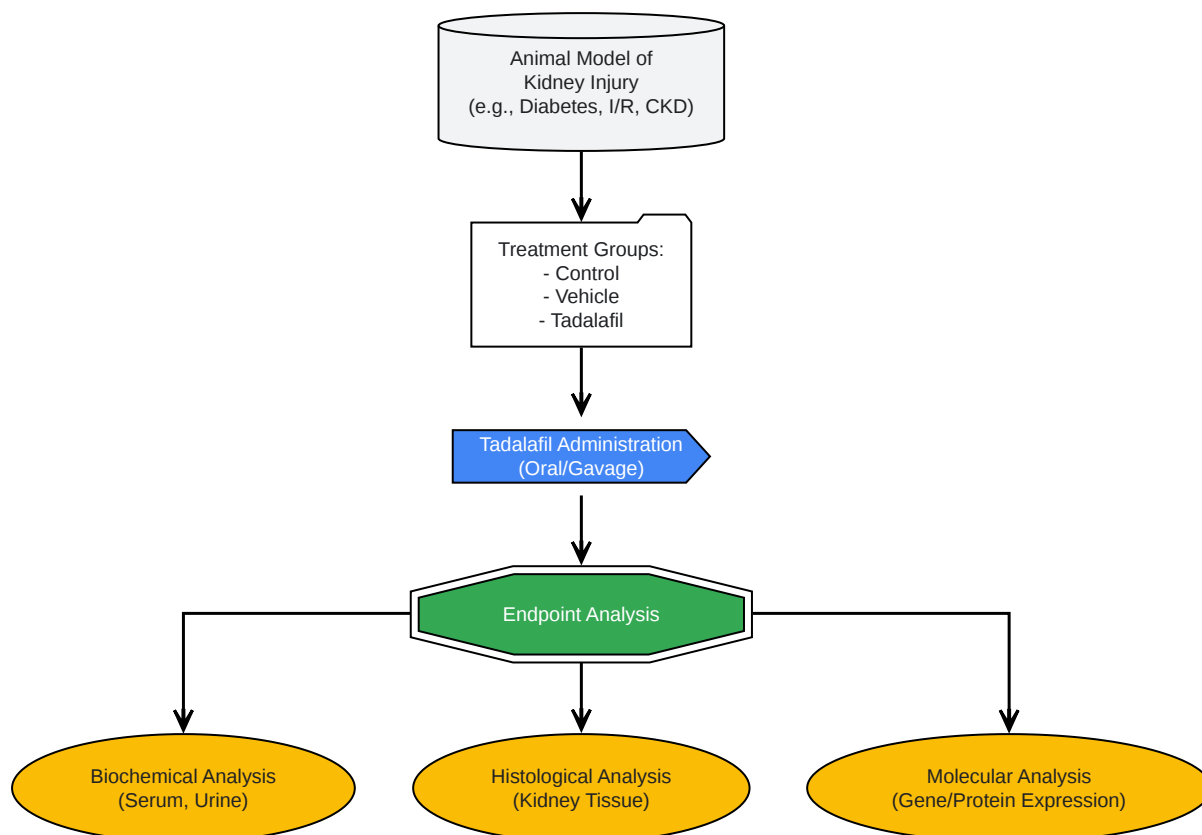 Animal Model of
Kidney Injury
(e.g., Diabetes, I/R, CKD)
Treatment Groups:
- Control
- Vehicle
- Tadalafil
Tadalafil Administration
(Oral/Gavage)
Endpoint Analysis
Biochemical Analysis
(Serum, Urine)
Histological Analysis
(Kidney Tissue)
Molecular Analysis
(Gene/Protein Expression)